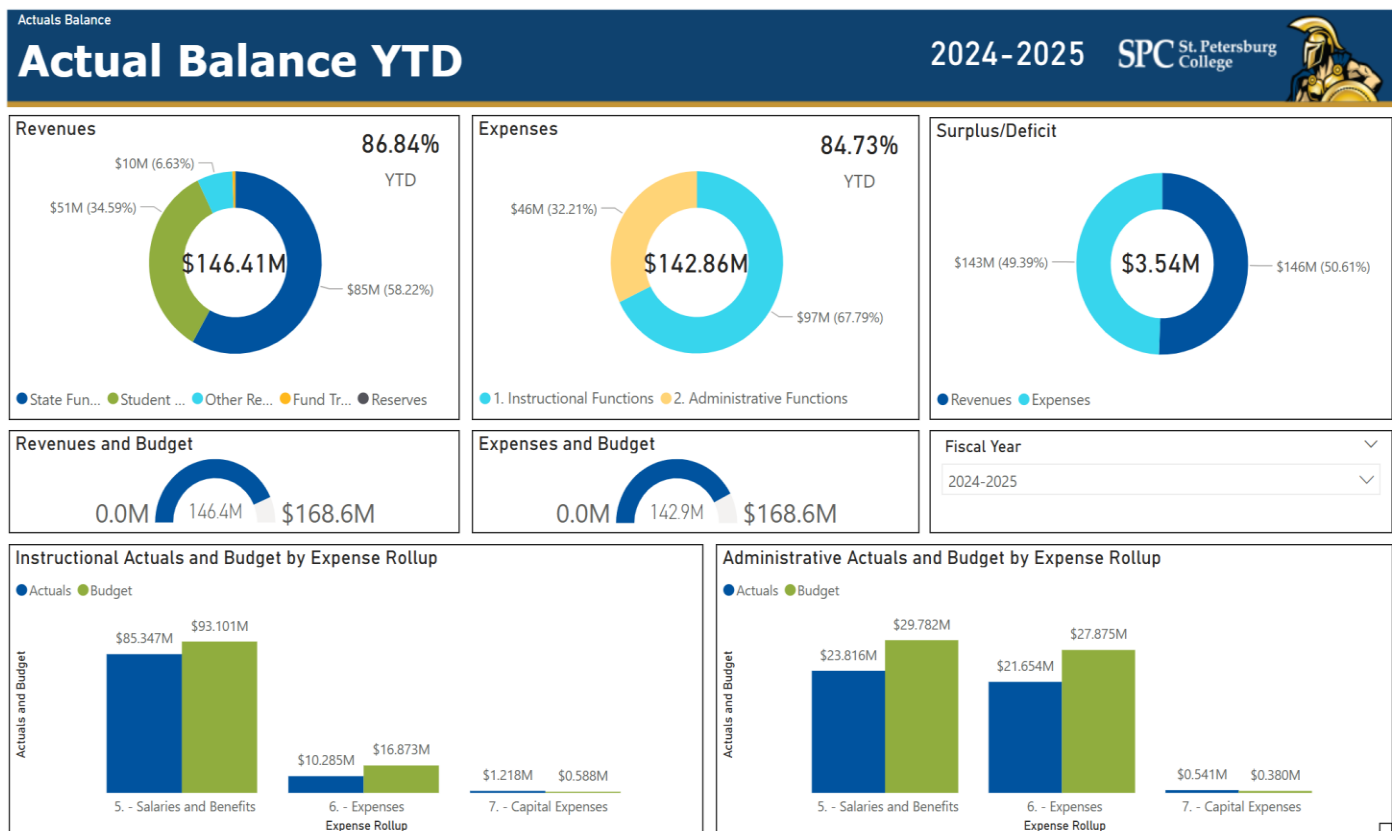 Actuals Balance
Actual Balance YTD
2024-2025
SPC St. Petersburg College
Revenues
86.84%
YTD
$10M (6.63%)
$51M (34.59%)
$146.41M
$85M (58.22%)
State Fun... Student ... Other Re... Fund Tr... Reserves
Expenses
84.73%
YTD
$46M (32.21%)
$142.86M
$97M (67.79%)
1. Instructional Functions 2. Administrative Functions
Surplus/Deficit
$143M (49.39%)
$3.54M
$146M (50.61%)
Revenues Expenses
Revenues and Budget
0.0M 146.4M $168.6M
Expenses and Budget
0.0M 142.9M $168.6M
Fiscal Year
2024-2025
Instructional Actuals and Budget by Expense Rollup
Actuals Budget
Actuals and Budget
$85.347M $93.101M
$10.285M $16.873M
$1.218M $0.588M
5. - Salaries and Benefits 6. - Expenses 7. - Capital Expenses
Expense Rollup
Administrative Actuals and Budget by Expense Rollup
Actuals Budget
Actuals and Budget
$23.816M $29.782M
$21.654M $27.875M
$0.541M $0.380M
5. - Salaries and Benefits 6. - Expenses 7. - Capital Expenses
Expense Rollup